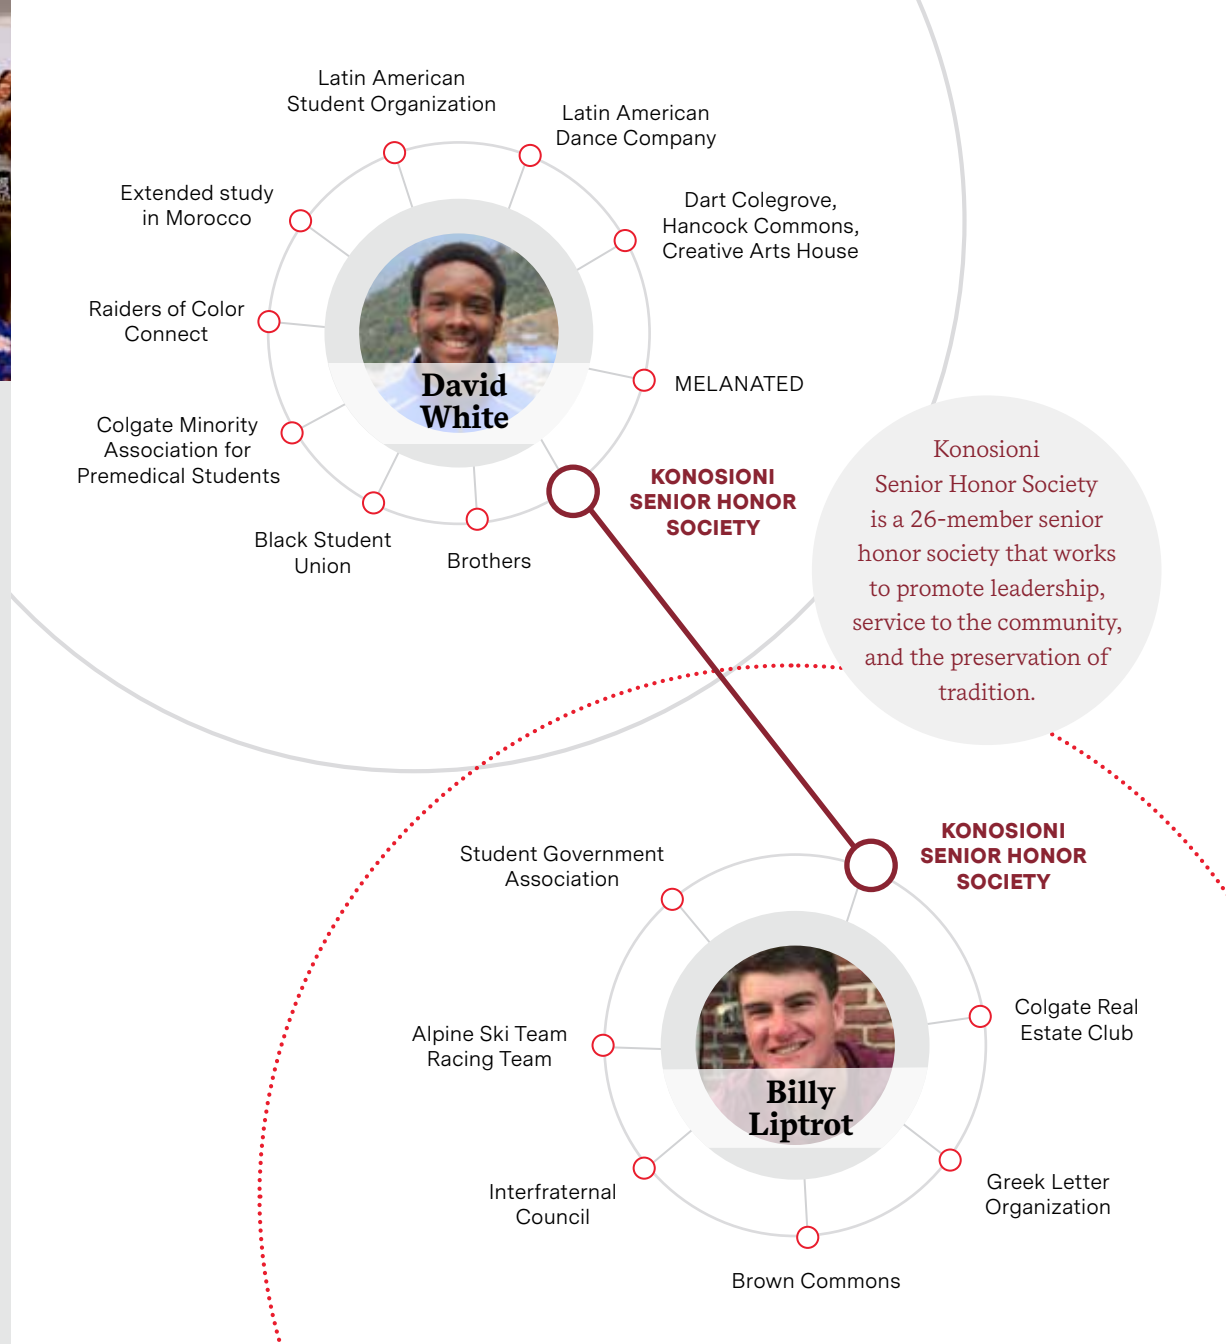 Latin American
Student Organization
Latin American
Dance Company
Extended study
in Morocco
Dart Colegrove,
Hancock Commons,
Creative Arts House
Raiders of Color
Connect
David
White
MELANATED
Colgate Minority
Association for
Premedical Students
KONOSIONI
SENIOR HONOR
SOCIETY
Black Student
Union
Brothers
Konosioni
Senior Honor Society
is a 26-member senior
honor society that works
to promote leadership,
service to the community,
and the preservation of
tradition.
KONOSIONI
SENIOR HONOR
SOCIETY
Student Government
Association
Colgate Real
Estate Club
Alpine Ski Team
Racing Team
Billy
Liptrot
Interfraternal
Council
Greek Letter
Organization
Brown Commons